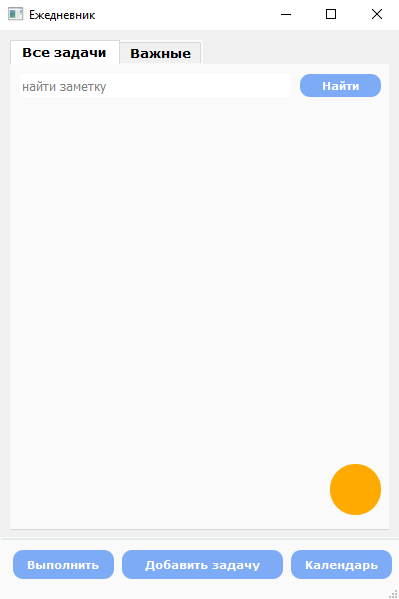 Ежедневник
Все задачи Важные
найти заметку Найти
Выполнить Добавить задачу Календарь